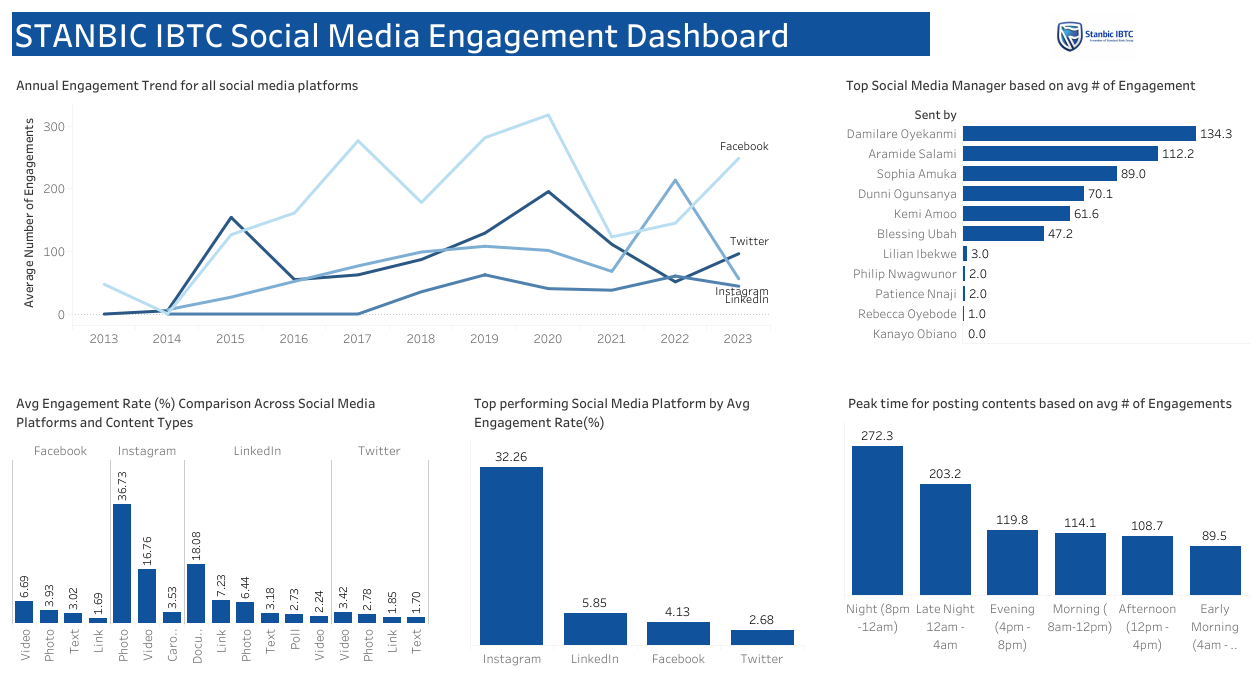 STANBIC IBTC Social Media Engagement Dashboard
Stanbic IBTC
Annual Engagement Trend for all social media platforms
Average Number of Engagements
300
200
100
0
Facebook
Twitter
Instagram
LinkedIn
2013 2014 2015 2016 2017 2018 2019 2020 2021 2022 2023
Top Social Media Manager based on avg # of Engagement
Sent by
Damilare Oyekanmi 134.3
Aramide Salami 112.2
Sophia Amuka 89.0
Dunni Ogunsanya 70.1
Kemi Amoo 61.6
Blessing Ubah 47.2
Lilian Ibekwe 3.0
Philip Nwagwunor 2.0
Patience Nnaji 2.0
Rebecca Oyebode 1.0
Kanayo Obiano 0.0
Avg Engagement Rate (%) Comparison Across Social Media
Platforms and Content Types
Facebook Instagram LinkedIn Twitter
6.69 3.93 3.02 1.69 36.73 16.76 3.53 18.08 7.23 6.44 3.18 2.73 2.24 3.42 2.78 1.85 1.70
Video Photo Text Link Photo Video Caro.. Docu.. Link Photo Text Poll Video Video Photo Link Text
Top performing Social Media Platform by Avg
Engagement Rate(%)
32.26 5.85 4.13 2.68
Instagram LinkedIn Facebook Twitter
Peak time for posting contents based on avg # of Engagements
272.3 203.2 119.8 114.1 108.7 89.5
Night (8pm Late Night Evening Morning ( Afternoon Early
-12am) 12am - (4pm - 8am-12pm) (12pm - Morning
4am 8pm) 4pm) (4am - ..